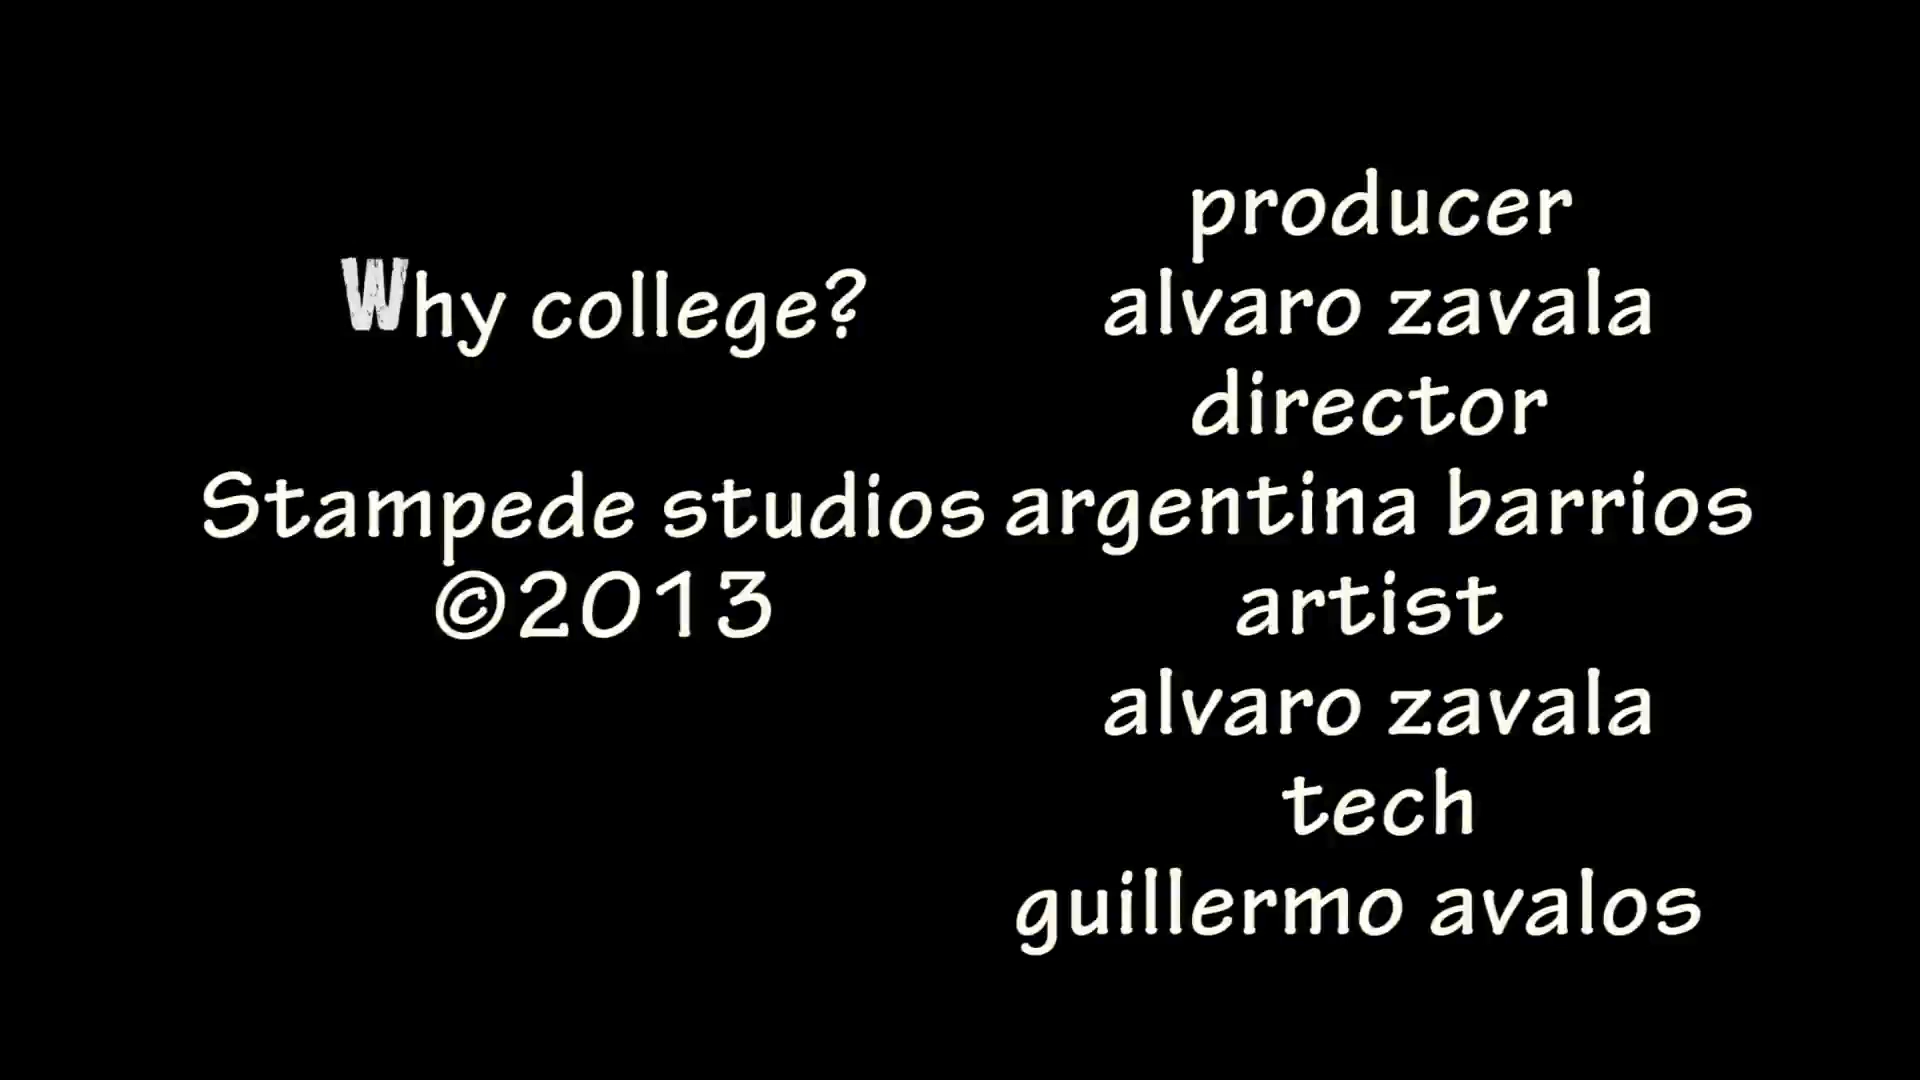 Why college?
Stampede studios
©2013
producer
alvaro zavala
director
argentina barrios
artist
alvaro zavala
tech
guillermo avalos